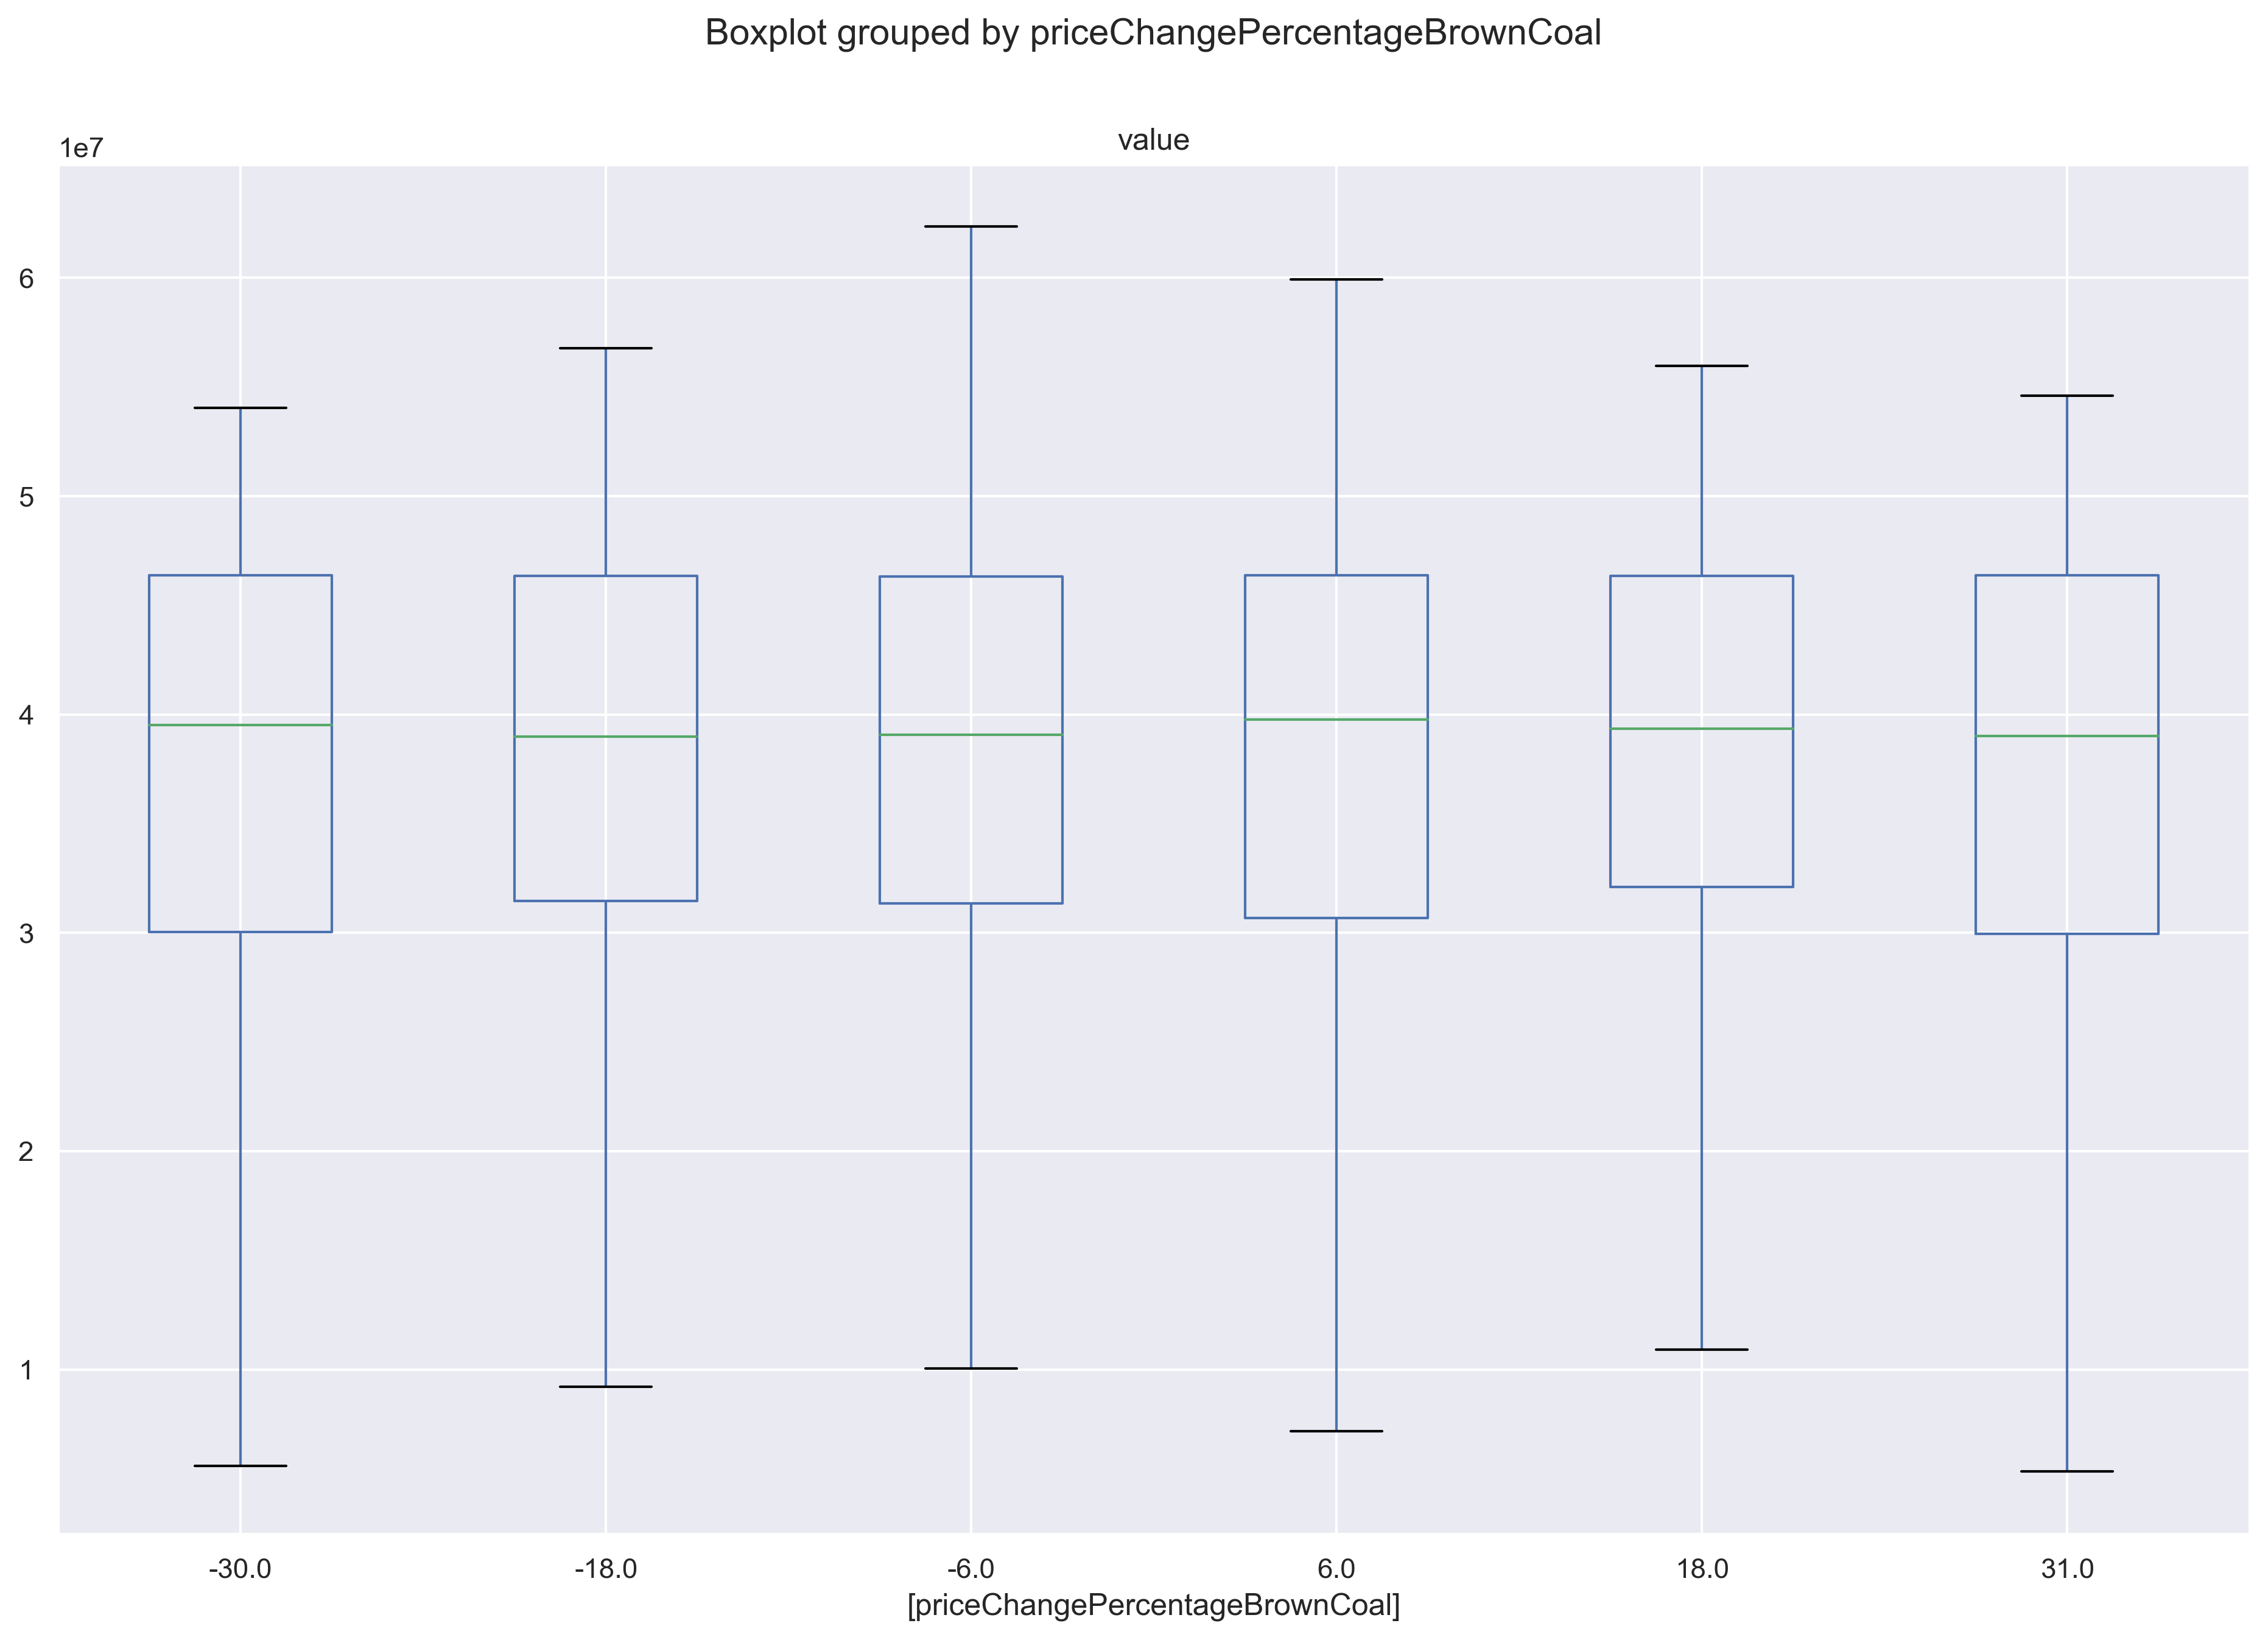 Boxplot grouped by priceChangePercentageBrownCoal
value
1e7
6
5
4
3
2
1
-30.0 -18.0 -6.0 6.0 18.0 31.0
[priceChangePercentageBrownCoal]